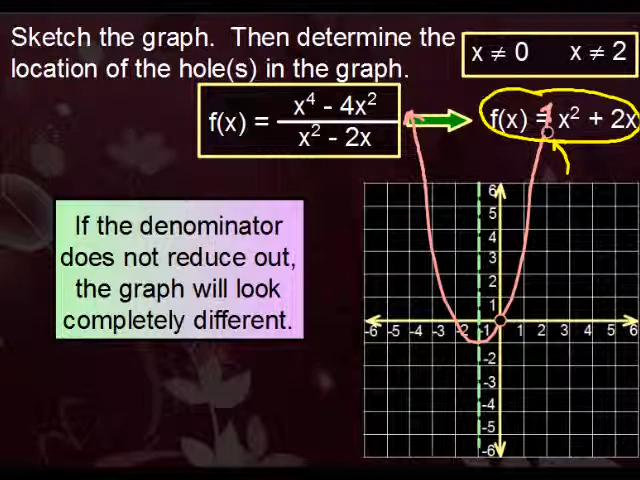 Sketch the graph. Then determine the
location of the hole(s) in the graph.
x ≠ 0 x ≠ 2
f(x) = x⁴ - 4x² / x² - 2x
f(x) = x² + 2x
If the denominator
does not reduce out,
the graph will look
completely different.
6
5
4
3
2
1
-6 -5 -4 -3 -2 -1 1 2 3 4 5 6
-2
-3
-4
-5
-6